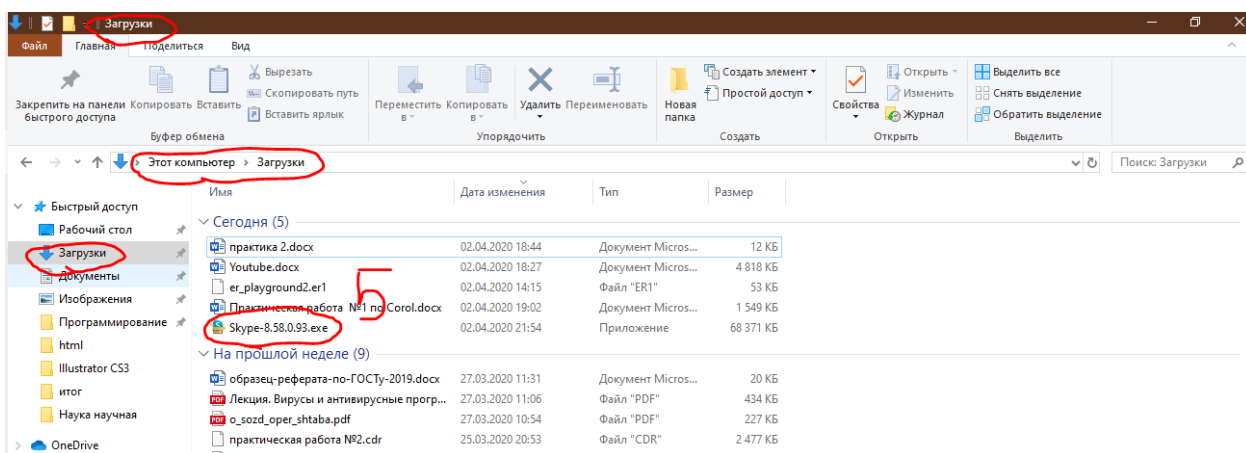 Загрузки
Файл Главная Поделиться Вид
Закрепить на панели быстрого доступа
Копировать
Вставить
Вырезать
Скопировать путь
Вставить ярлык
Буфер обмена
Переместить в
Копировать в
Удалить
Переименовать
Упорядочить
Новая папка
Создать элемент
Простой доступ
Создать
Свойства
Открыть
Изменить
Журнал
Открыть
Выделить все
Снять выделение
Обратить выделение
Выделить
Этот компьютер > Загрузки
Поиск: Загрузки
Быстрый доступ
Рабочий стол
Загрузки
Документы
Изображения
Программирование
html
Illustrator CS3
итог
Наука научная
OneDrive
Имя Дата изменения Тип Размер
Сегодня (5)
практика 2.docx 02.04.2020 18:44 Документ Micros... 12 КБ
Youtube.docx 02.04.2020 18:27 Документ Micros... 4 818 КБ
er_playground2.er1 02.04.2020 14:15 Файл "ER1" 53 КБ
Практическая работа №1 по Corol.docx 02.04.2020 19:02 Документ Micros... 1 549 КБ
Skype-8.58.0.93.exe 02.04.2020 21:54 Приложение 68 371 КБ
5
На прошлой неделе (9)
образец-реферата-по-ГОСТу-2019.docx 27.03.2020 11:31 Документ Micros... 20 КБ
Лекция. Вирусы и антивирусные прогр... 27.03.2020 11:06 Файл "PDF" 434 КБ
o_sozd_oper_shtaba.pdf 27.03.2020 10:54 Файл "PDF" 227 КБ
практическая работа №2.cdr 25.03.2020 20:53 Файл "CDR" 2 477 КБ